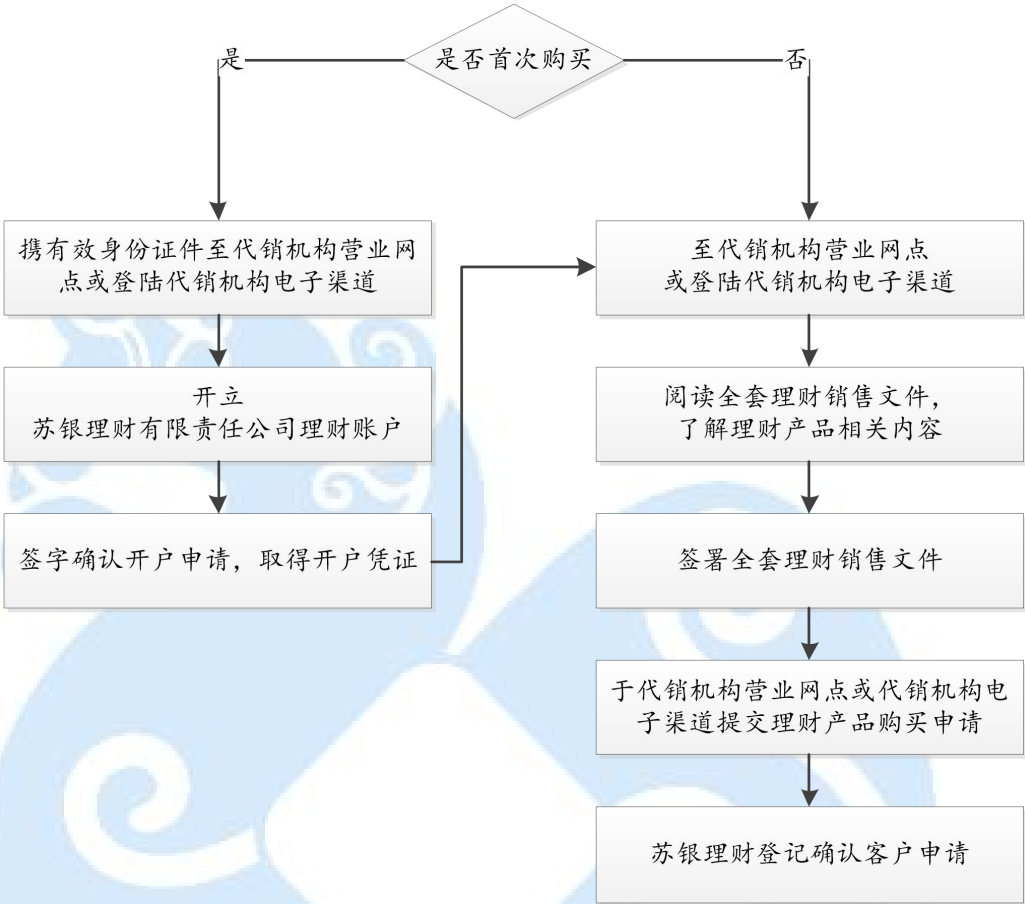 是否首次购买
是
否
携有效身份证件至代销机构营业网
点或登陆代销机构电子渠道
开立
苏银理财有限责任公司理财账户
签字确认开户申请，取得开户凭证
至代销机构营业网点
或登陆代销机构电子渠道
阅读全套理财销售文件，
了解理财产品相关内容
签署全套理财销售文件
于代销机构营业网点或代销机构电
子渠道提交理财产品购买申请
苏银理财登记确认客户申请